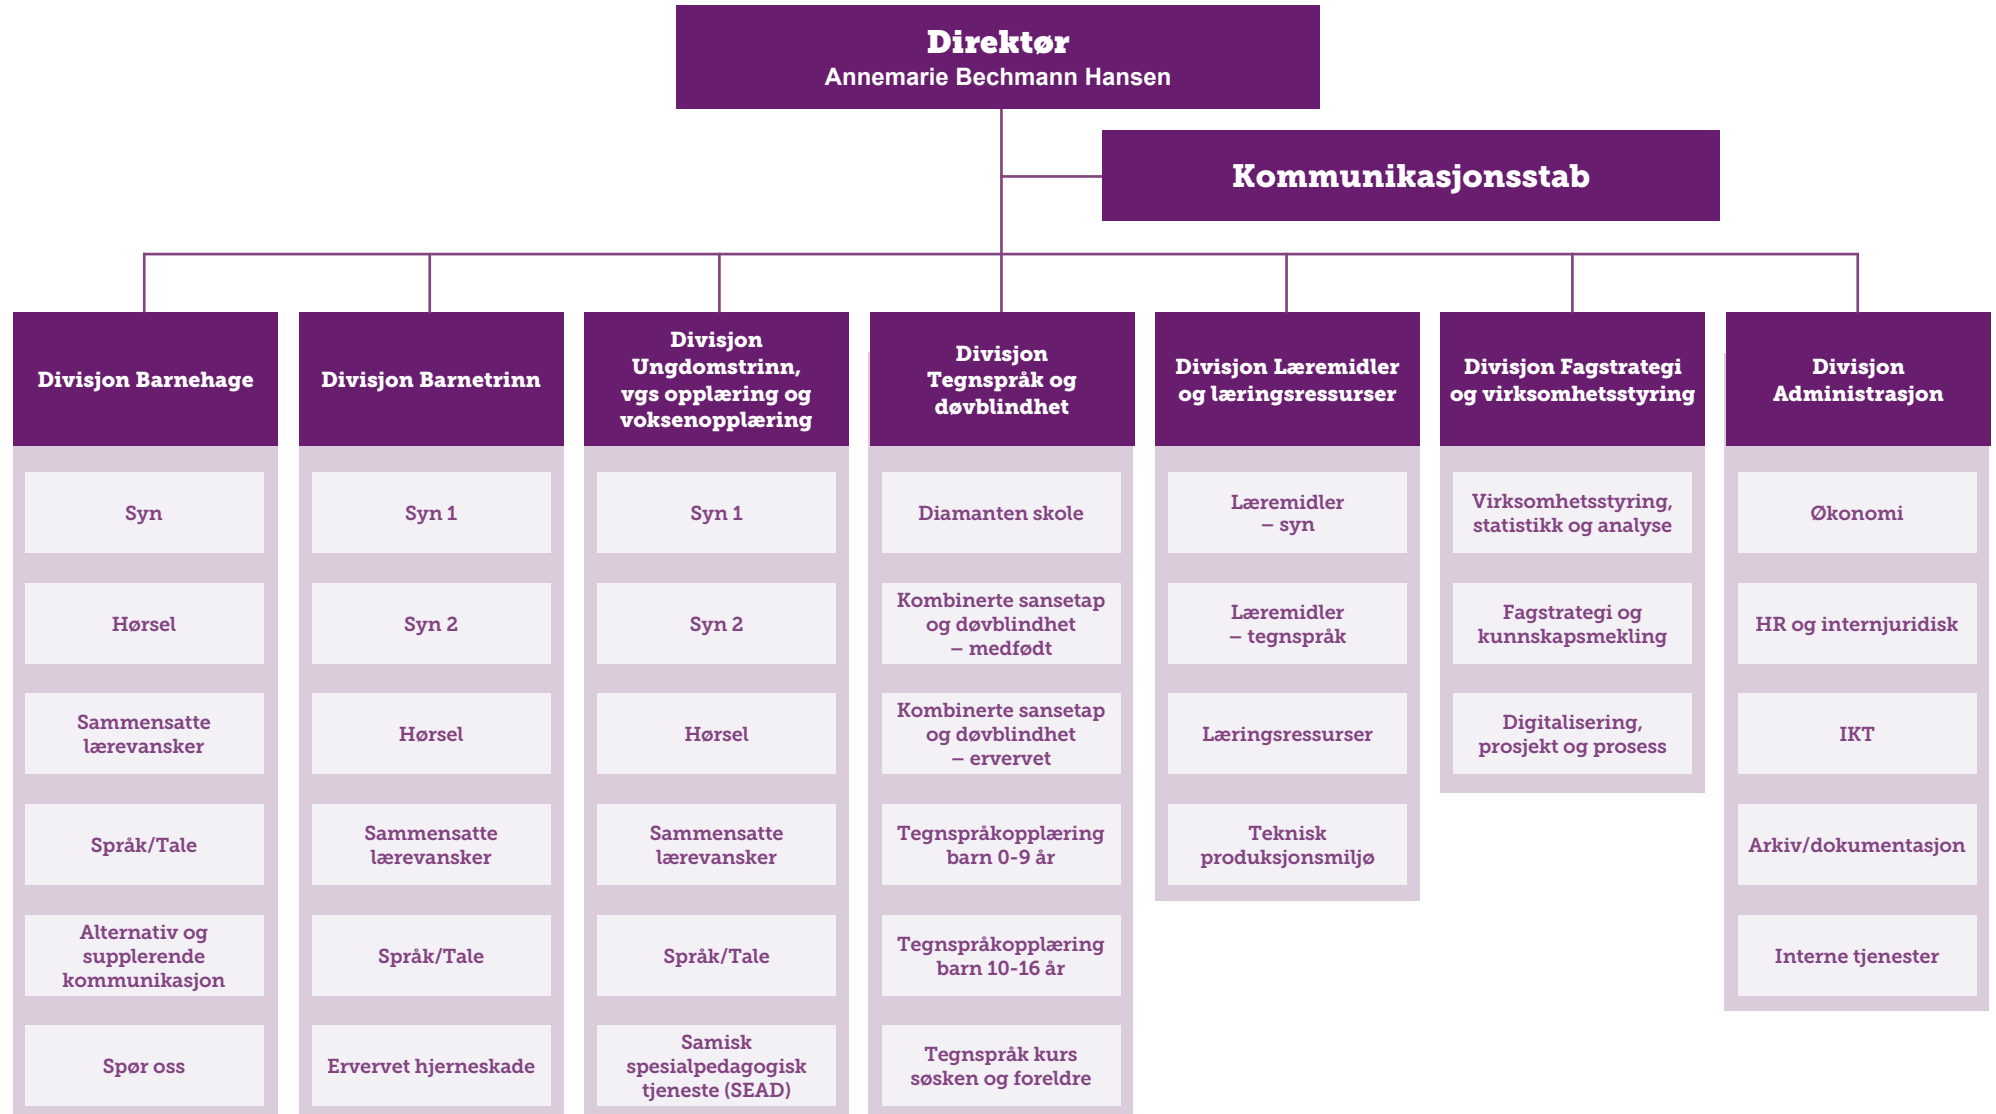 Direktør
Annemarie Bechmann Hansen
Kommunikasjonsstab
Divisjon Barnehage
Syn
Hørsel
Sammensatte
lærevansker
Språk/Tale
Alternativ og
supplerende
kommunikasjon
Spør oss
Divisjon Barnetrinn
Syn 1
Syn 2
Hørsel
Sammensatte
lærevansker
Språk/Tale
Ervervet hjerneskade
Divisjon
Ungdomstrinn,
vgs opplæring og
voksenopplæring
Syn 1
Syn 2
Hørsel
Sammensatte
lærevansker
Språk/Tale
Samisk
spesialpedagogisk
tjeneste (SEAD)
Divisjon
Tegnspråk og
døvblindhet
Diamanten skole
Kombinerte sansetap
og døvblindhet
– medfødt
Kombinerte sansetap
og døvblindhet
– ervervet
Tegnspråkopplæring
barn 0-9 år
Tegnspråkopplæring
barn 10-16 år
Tegnspråk kurs
søsken og foreldre
Divisjon Læremidler
og læringsressurser
Læremidler
– syn
Læremidler
– tegnspråk
Læringsressurser
Teknisk
produksjonsmiljø
Divisjon Fagstrategi
og virksomhetsstyring
Virksomhetsstyring,
statistikk og analyse
Fagstrategi og
kunnskapsmekling
Digitalisering,
prosjekt og prosess
Divisjon
Administrasjon
Økonomi
HR og internjuridisk
IKT
Arkiv/dokumentasjon
Interne tjenester